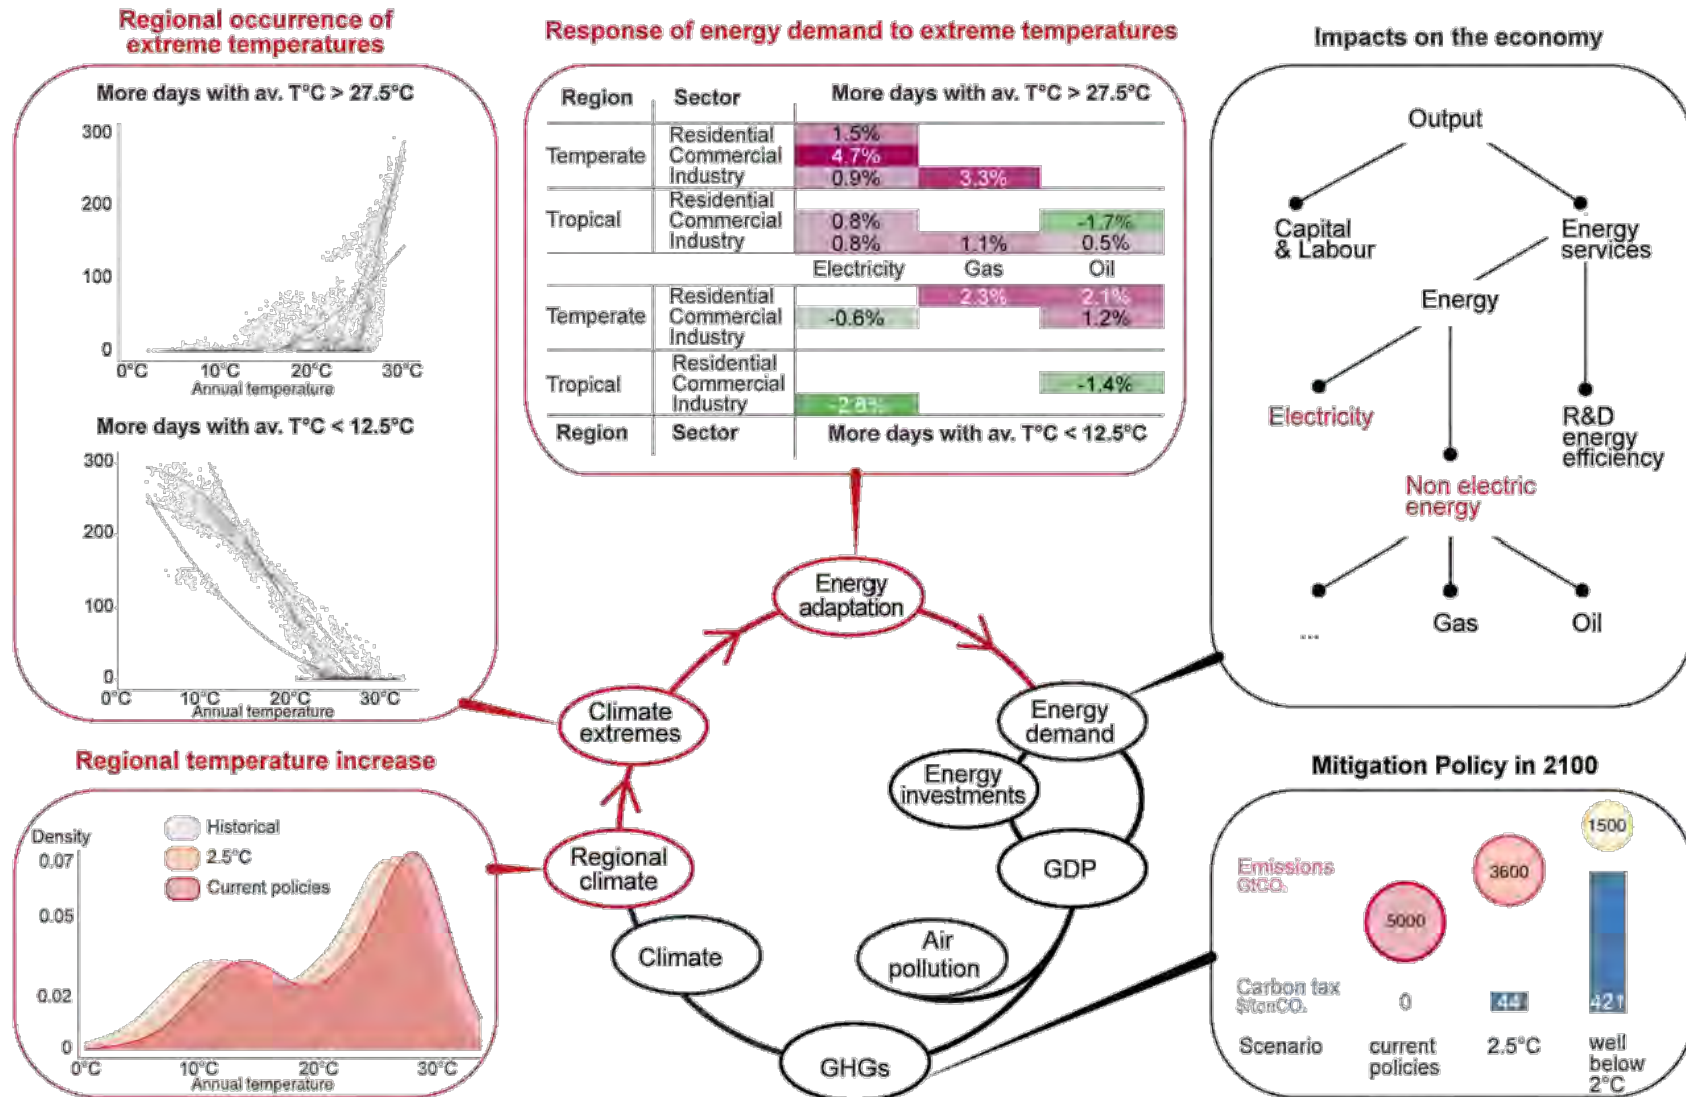 Regional occurrence of
extreme temperatures
More days with av. T°C > 27.5°C
300
200
100
0
0°C 10°C 20°C 30°C
Annual temperature
More days with av. T°C < 12.5°C
300
200
100
0
0°C 10°C 20°C 30°C
Annual temperature
Response of energy demand to extreme temperatures
Region Sector More days with av. T°C > 27.5°C
Residential 1.5%
Temperate Commercial 4.7%
Industry 0.9% 3.3%
Residential
Tropical Commercial 0.8% -1.7%
Industry 0.8% 1.1% 0.5%
Electricity Gas Oil
Residential 2.3% 2.1%
Temperate Commercial -0.6% 1.2%
Industry
Residential
Tropical Commercial -1.4%
Industry -2.8%
Region Sector More days with av. T°C < 12.5°C
Impacts on the economy
Output
Capital
& Labour
Energy
services
Energy
Electricity
R&D
energy
efficiency
Non electric
energy
...
Gas
Oil
Energy
adaptation
Climate
extremes
Energy
demand
Energy
investments
Regional
climate
GDP
Climate
Air
pollution
GHGs
Regional temperature increase
Density
Historical
2.5°C
Current policies
0.07
0.05
0.02
0
0°C 10°C 20°C 30°C
Annual temperature
Mitigation Policy in 2100
Emissions
GtCO₂
5000
3600
1500
Carbon tax
$/tonCO₂
0
44
421
Scenario
current
policies
2.5°C
well
below
2°C